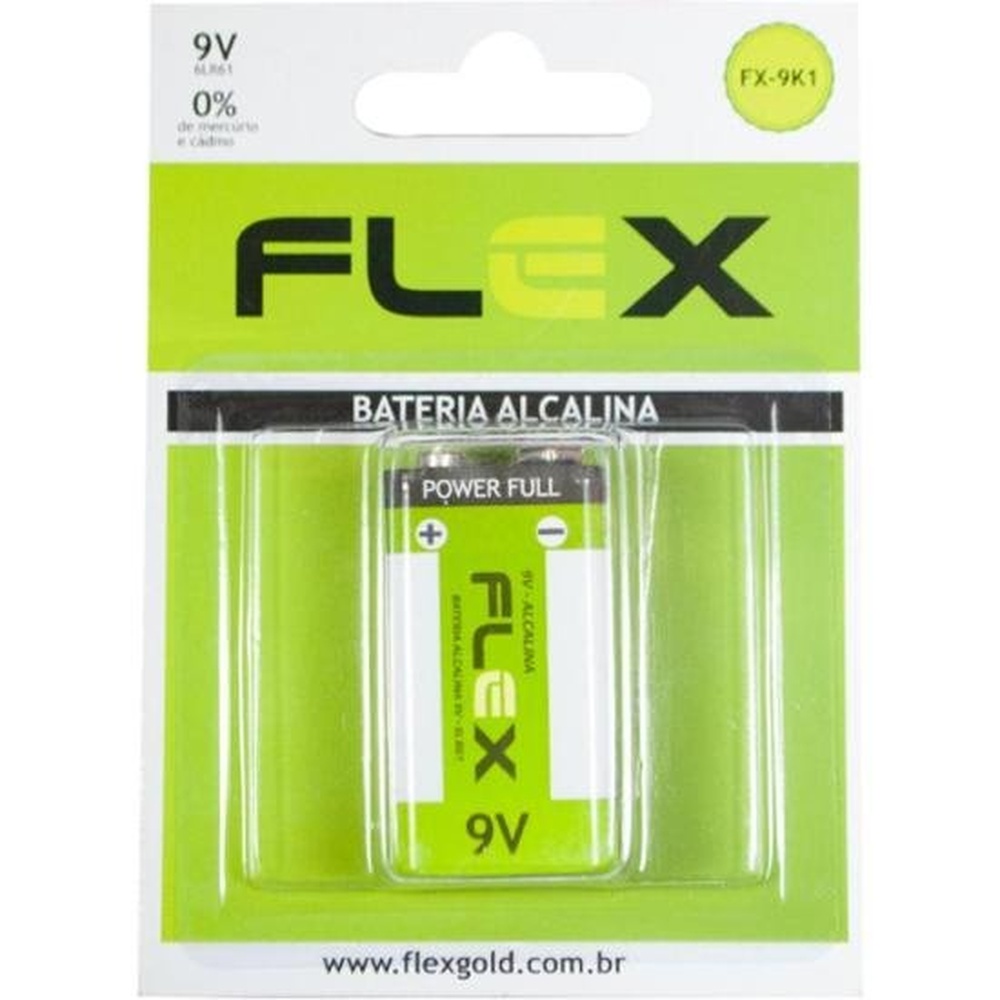 9V
6LR61
0%
de mercúrio
e cádmio
FX-9K1
FLEX
BATERIA ALCALINA
POWER FULL
+ −
9V - ALCALINA
FLEX
BATERIA ALCALINA 9V - 6LR61
9V
www.flexgold.com.br